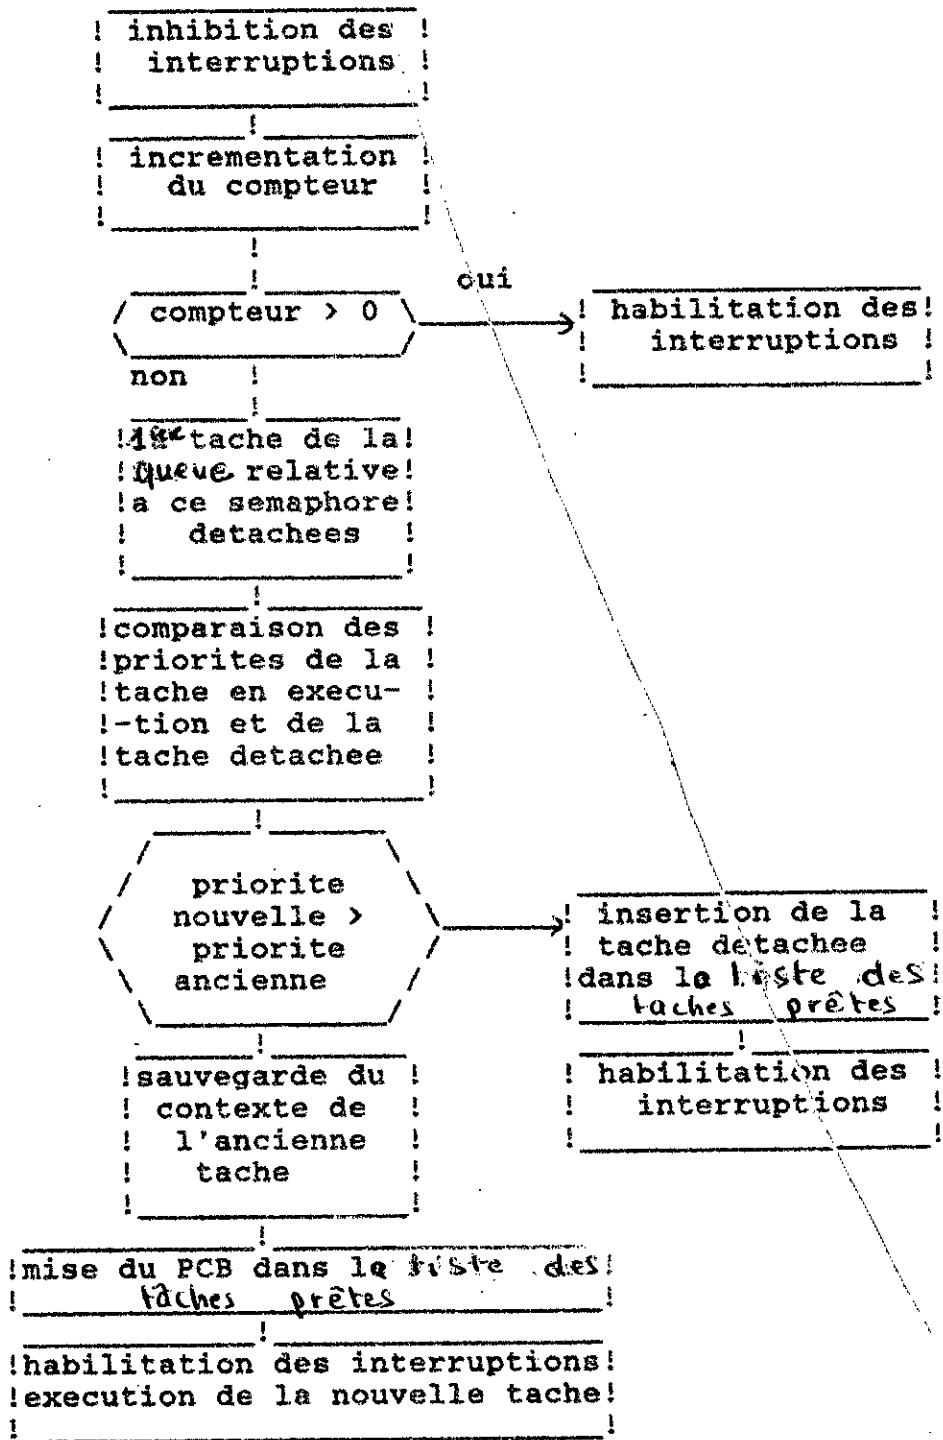 inhibition des
interruptions
incrementation
du compteur
oui
compteur > 0
habilitation des
interruptions
non
1ère tache de la
queue relative
a ce semaphore
detachees
comparaison des
priorites de la
tache en execu-
-tion et de la
tache detachee
priorite
nouvelle >
priorite
ancienne
insertion de la
tache detachee
dans la liste des
taches prêtes
habilitation des
interruptions
sauvegarde du
contexte de
l'ancienne
tache
mise du PCB dans la liste des
tâches prêtes
habilitation des interruptions
execution de la nouvelle tache